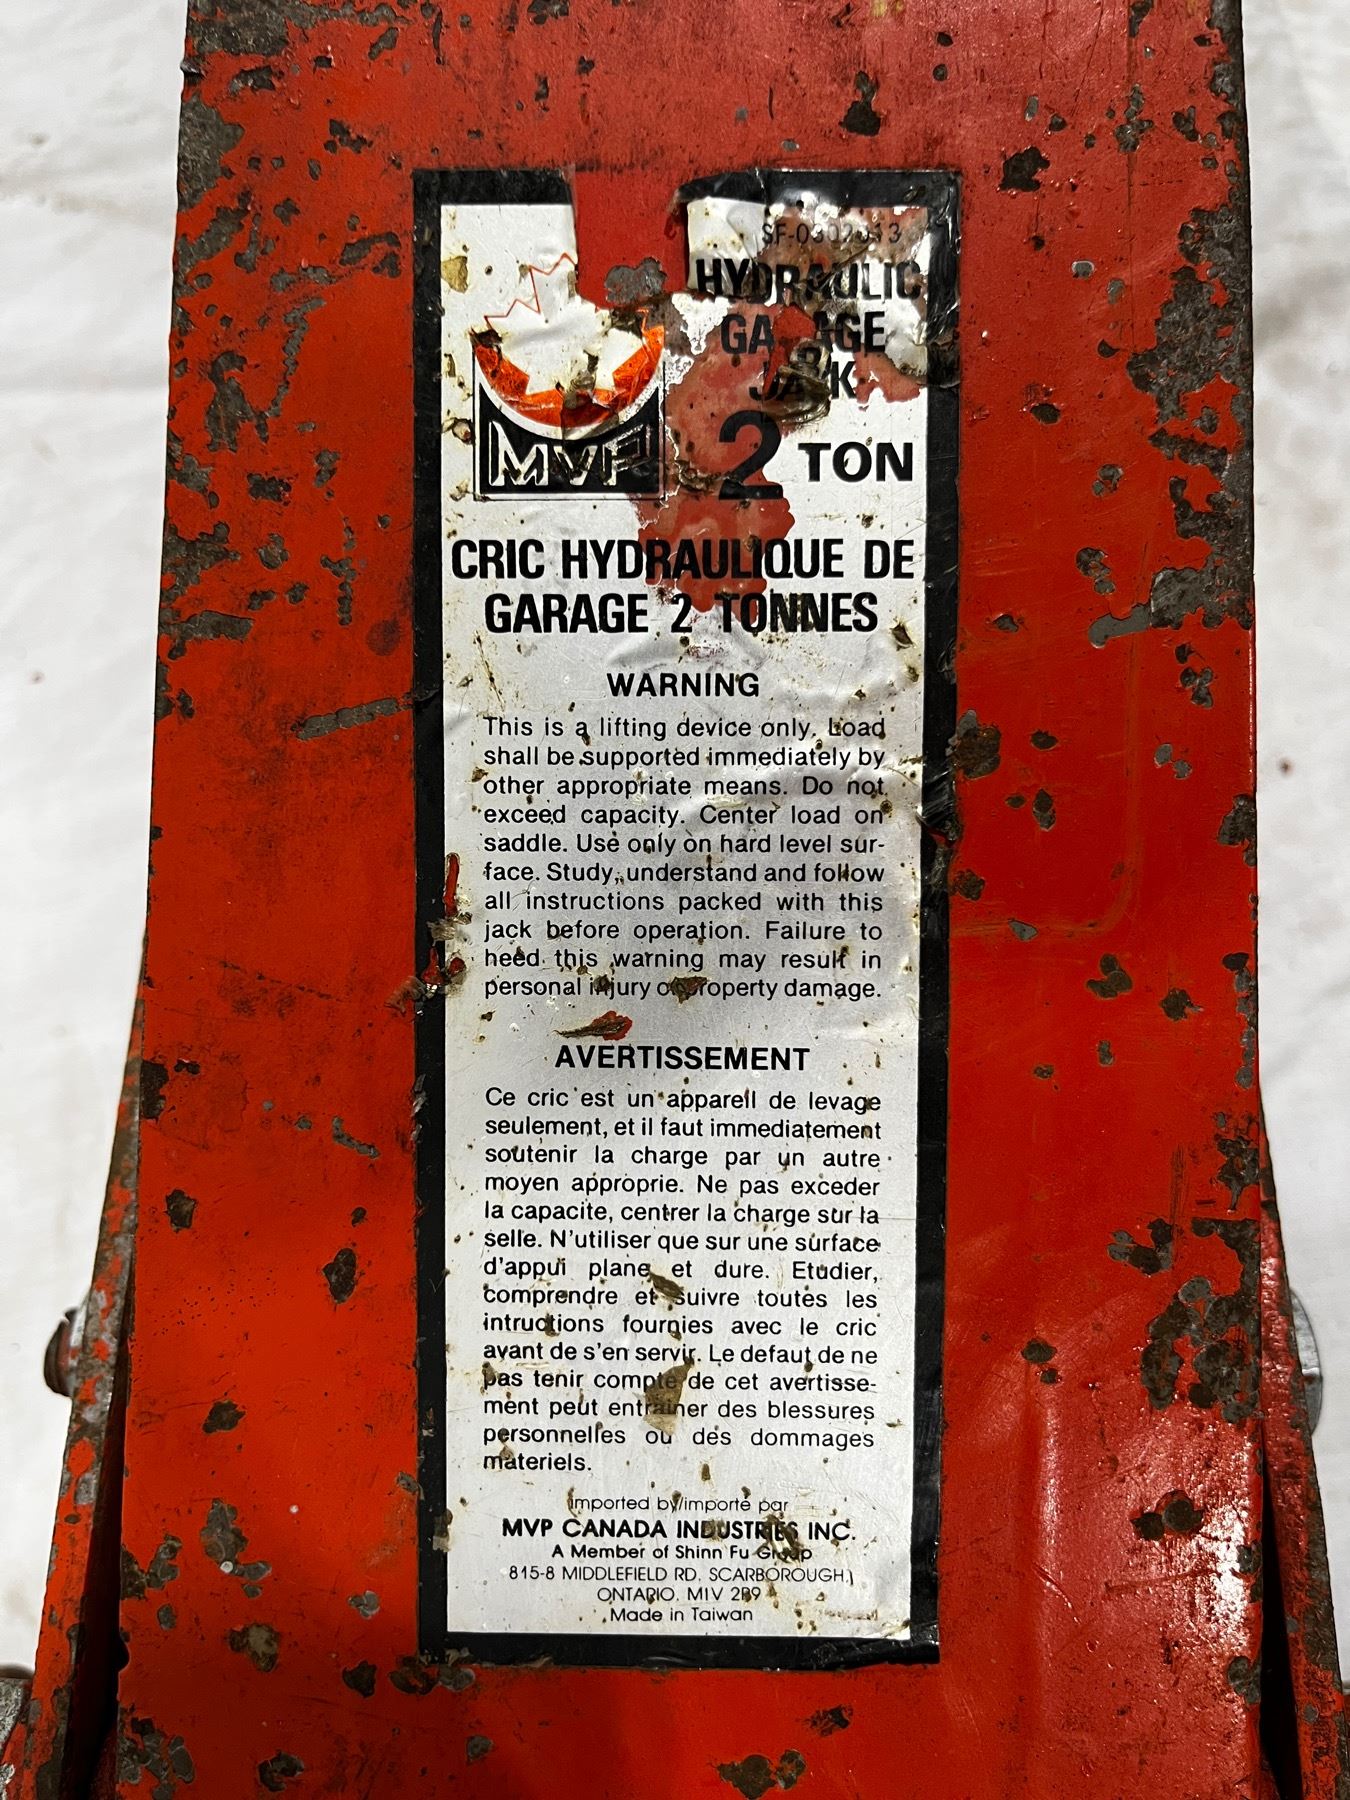 HYDRAULIC
GARAGE
JACK
2 TON
MVP
CRIC HYDRAULIQUE DE
GARAGE 2 TONNES
WARNING
This is a lifting device only. Load
shall be supported immediately by
other appropriate means. Do not
exceed capacity. Center load on
saddle. Use only on hard level sur-
face. Study, understand and follow
all instructions packed with this
jack before operation. Failure to
heed this warning may result in
personal injury or property damage.
AVERTISSEMENT
Ce cric est un appareil de levage
seulement, et il faut immediatement
soutenir la charge par un autre
moyen approprie. Ne pas exceder
la capacite, centrer la charge sur la
selle. N'utiliser que sur une surface
d'appui plane et dure. Etudier,
comprendre et suivre toutes les
intructions fournies avec le cric
avant de s'en servir. Le defaut de ne
pas tenir compte de cet avertisse-
ment peut entrainer des blessures
personnelles ou des dommages
materiels.
imported by/importé par
MVP CANADA INDUSTRIES INC.
A Member of Shinn Fu Group
815-8 MIDDLEFIELD RD. SCARBOROUGH,
ONTARIO. M1V 2P9
Made in Taiwan